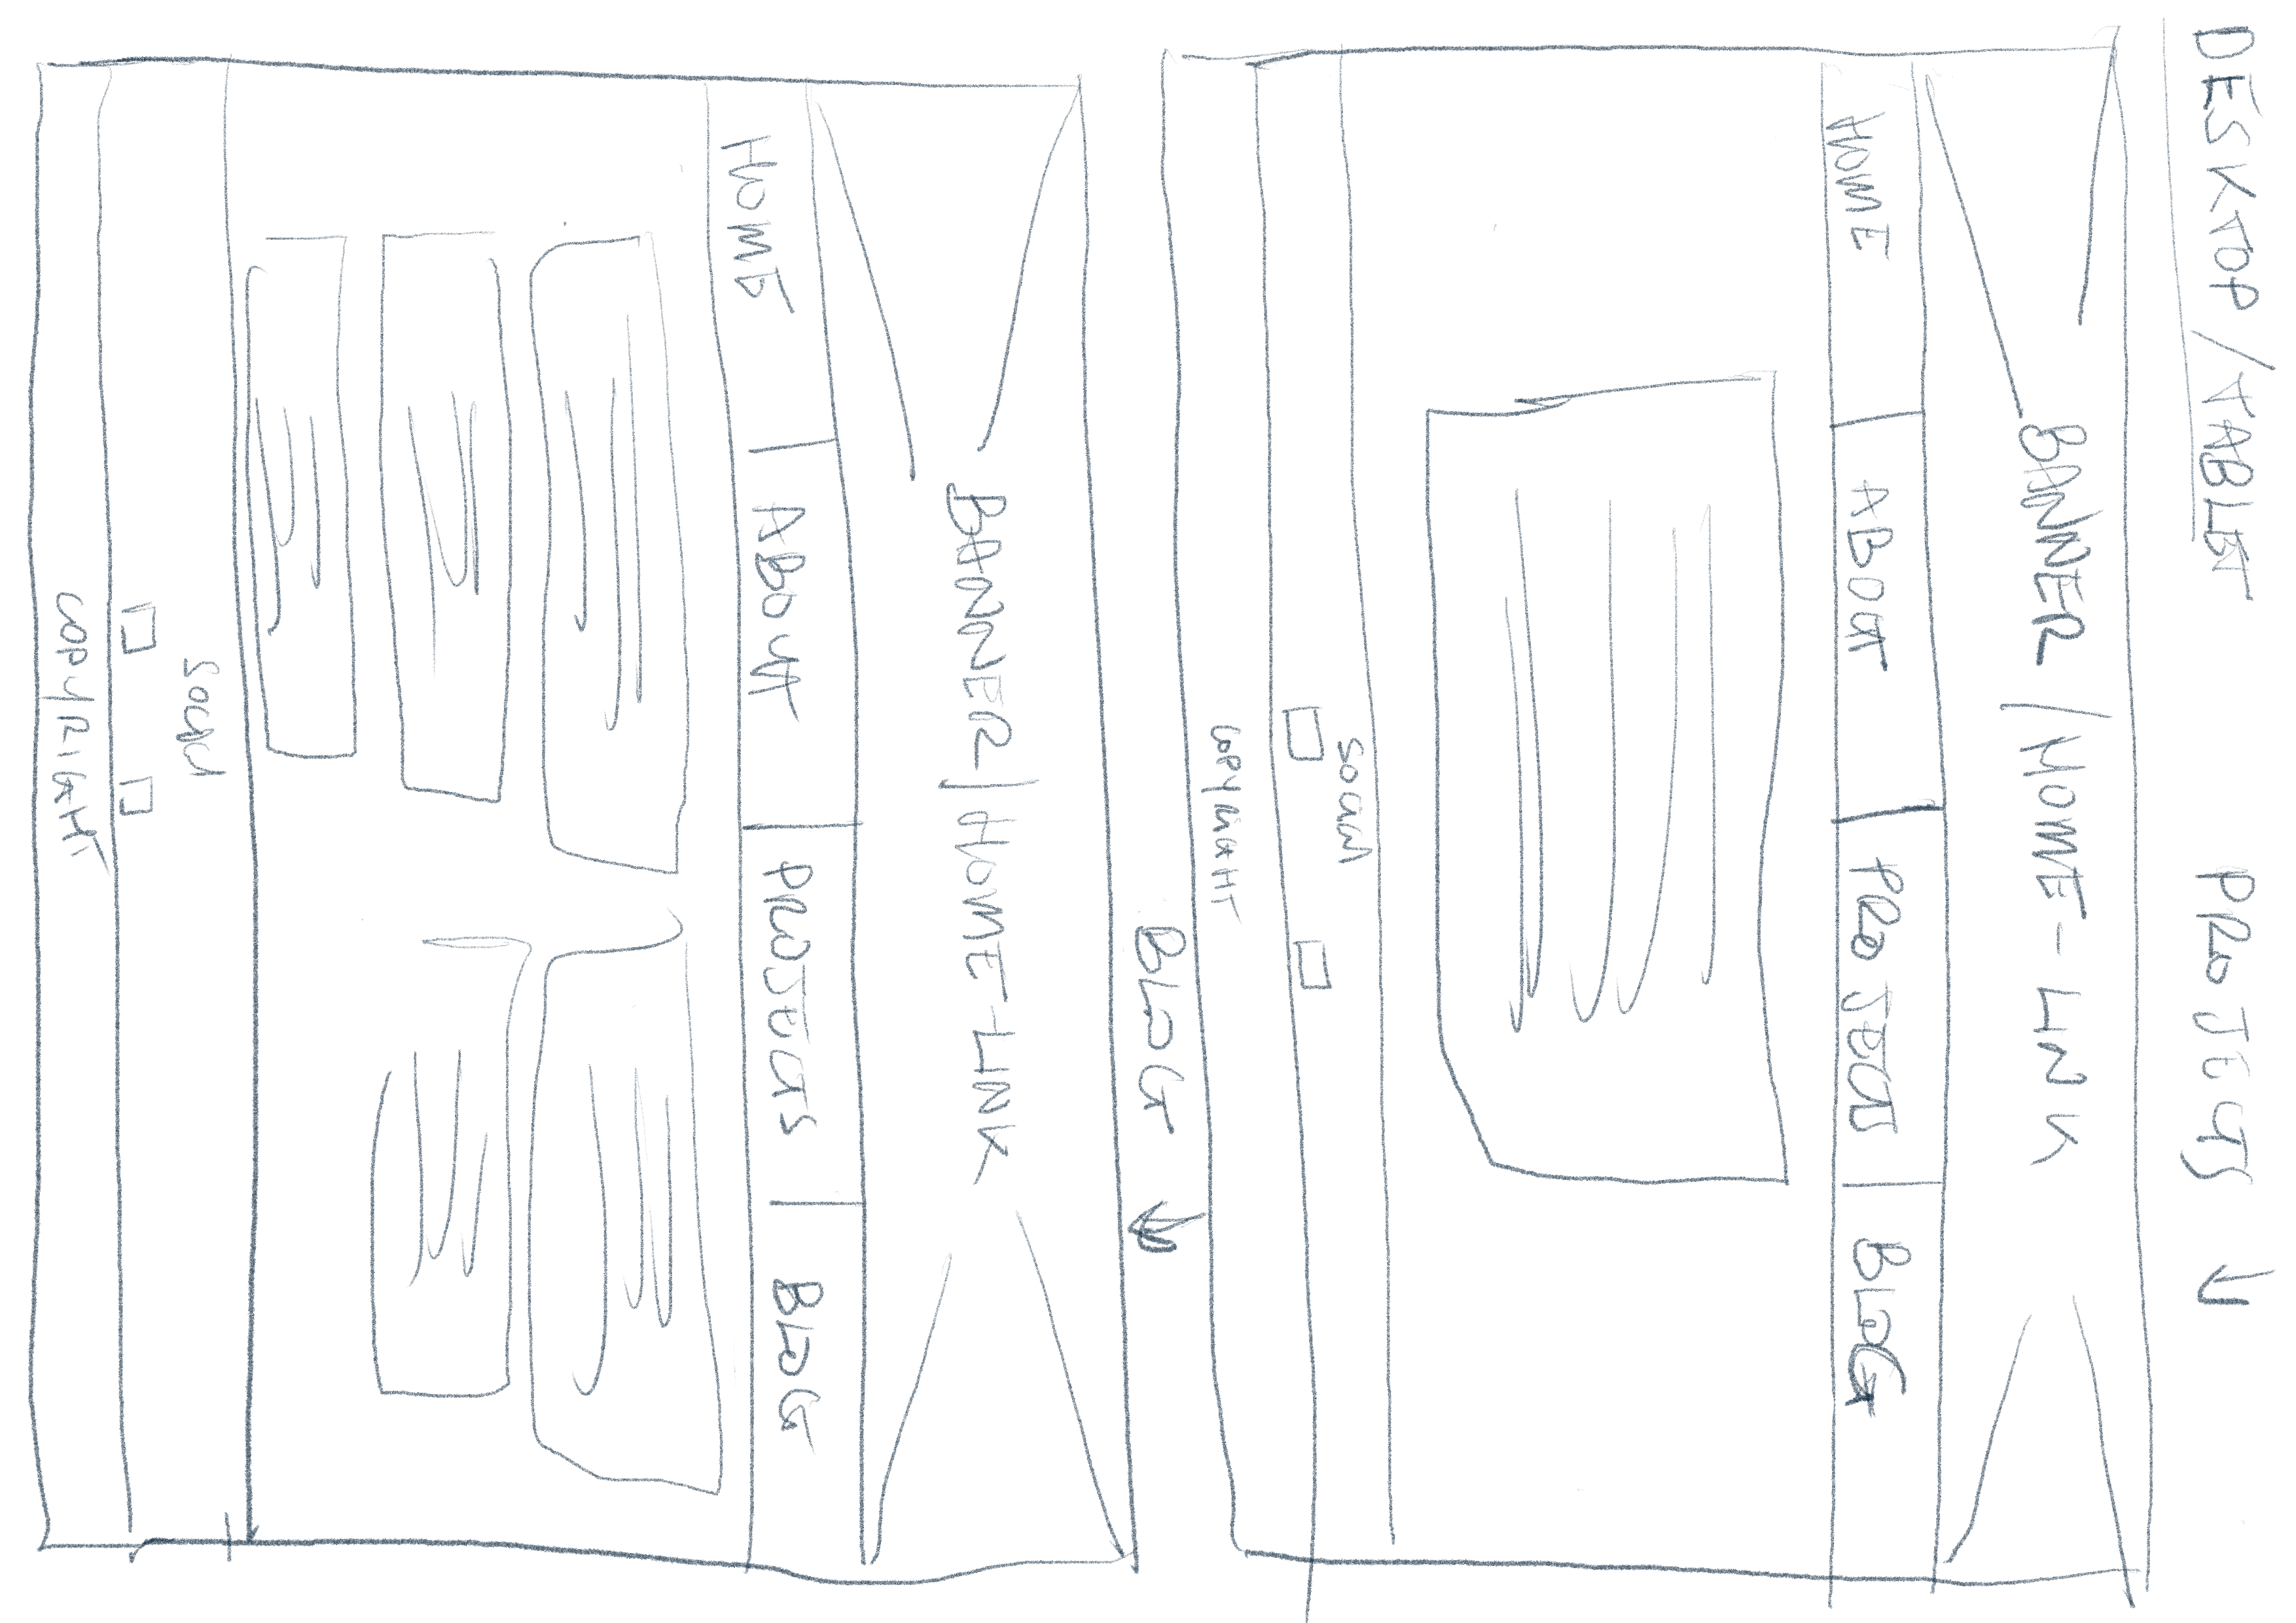 DESKTOP / TABLET PROJECTS ↓
BANNER / HOME-LINK
HOME ABOUT PROJECTS BLOG
SOCIAL
COPYRIGHT
BLOG ↓
BANNER / HOME-LINK
HOME ABOUT PROJECTS BLOG
SOCIAL
COPYRIGHT